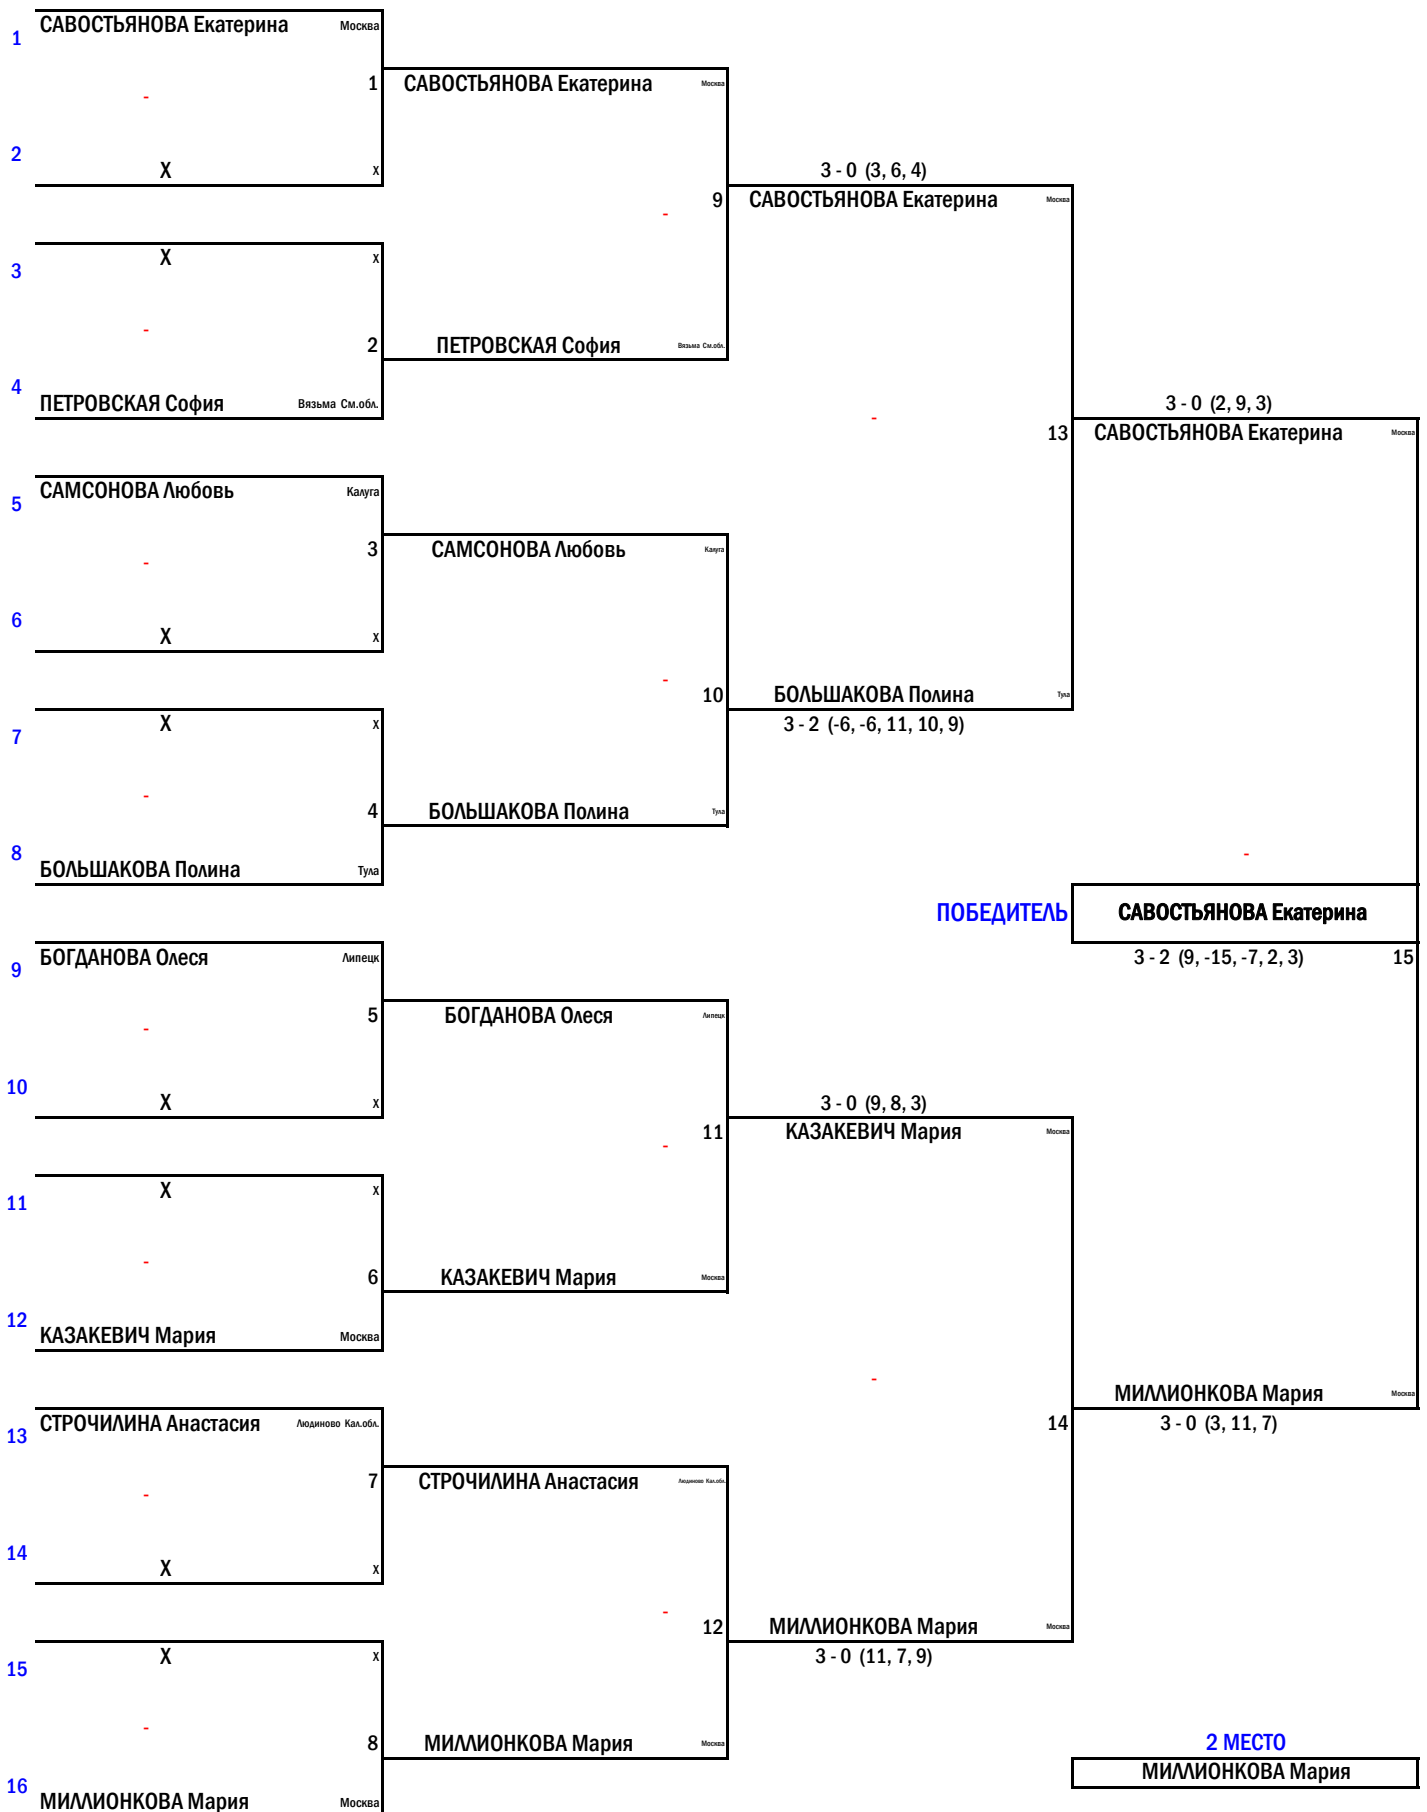 САВОСТЬЯНОВА Екатерина Москва
1
1 САВОСТЬЯНОВА Екатерина Москва
-
2
X X
3 - 0 (3, 6, 4)
9 САВОСТЬЯНОВА Екатерина Москва
-
X X
3
-
2 ПЕТРОВСКАЯ София Вязьма См.обл.
4
ПЕТРОВСКАЯ София Вязьма См.обл.
3 - 0 (2, 9, 3)
-
13 САВОСТЬЯНОВА Екатерина Москва
САМСОНОВА Любовь Калуга
5
3 САМСОНОВА Любовь Калуга
-
6
X X
-
10 БОЛЬШАКОВА Полина Тула
X X
3 - 2 (-6, -6, 11, 10, 9)
7
-
4 БОЛЬШАКОВА Полина Тула
8
-
БОЛЬШАКОВА Полина Тула
ПОБЕДИТЕЛЬ САВОСТЬЯНОВА Екатерина
БОГДАНОВА Олеся Липецк
3 - 2 (9, -15, -7, 2, 3) 15
9
5 БОГДАНОВА Олеся Липецк
-
10
X X
3 - 0 (9, 8, 3)
11 КАЗАКЕВИЧ Мария Москва
-
X X
11
-
6 КАЗАКЕВИЧ Мария Москва
12
КАЗАКЕВИЧ Мария Москва
-
МИЛЛИОНКОВА Мария Москва
СТРОЧИЛИНА Анастасия Людиново Кал.обл.
14
3 - 0 (3, 11, 7)
13
7 СТРОЧИЛИНА Анастасия Людиново Кал.обл.
-
14
X X
-
12 МИЛЛИОНКОВА Мария Москва
X X
3 - 0 (11, 7, 9)
15
-
8 МИЛЛИОНКОВА Мария Москва
2 МЕСТО
МИЛЛИОНКОВА Мария
16
МИЛЛИОНКОВА Мария Москва